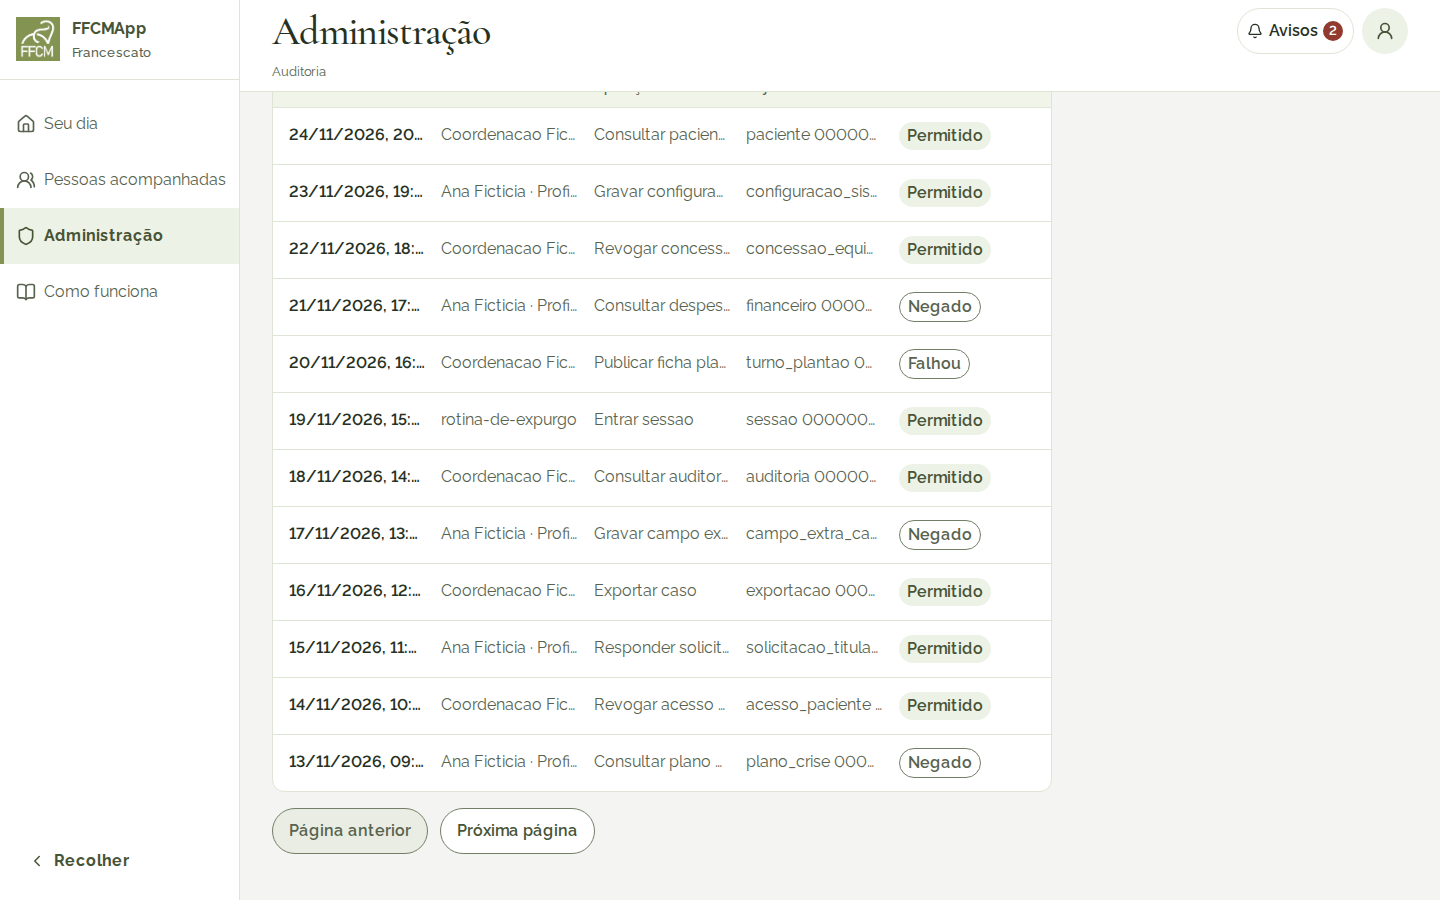 FFCM
FFCMApp
Francescato
Administração
Auditoria
Avisos 2
Seu dia
Pessoas acompanhadas
Administração
Como funciona
Recolher
24/11/2026, 20… Coordenacao Fic… Consultar pacien… paciente 00000… Permitido
23/11/2026, 19:… Ana Ficticia · Profi… Gravar configura… configuracao_sis… Permitido
22/11/2026, 18:… Coordenacao Fic… Revogar concess… concessao_equi… Permitido
21/11/2026, 17:… Ana Ficticia · Profi… Consultar despes… financeiro 0000… Negado
20/11/2026, 16:… Coordenacao Fic… Publicar ficha pla… turno_plantao 0… Falhou
19/11/2026, 15:… rotina-de-expurgo Entrar sessao sessao 000000… Permitido
18/11/2026, 14:… Coordenacao Fic… Consultar auditor… auditoria 00000… Permitido
17/11/2026, 13:… Ana Ficticia · Profi… Gravar campo ex… campo_extra_ca… Negado
16/11/2026, 12:… Coordenacao Fic… Exportar caso exportacao 000… Permitido
15/11/2026, 11:… Ana Ficticia · Profi… Responder solicit… solicitacao_titula… Permitido
14/11/2026, 10:… Coordenacao Fic… Revogar acesso … acesso_paciente … Permitido
13/11/2026, 09:… Ana Ficticia · Profi… Consultar plano … plano_crise 000… Negado
Página anterior Próxima página